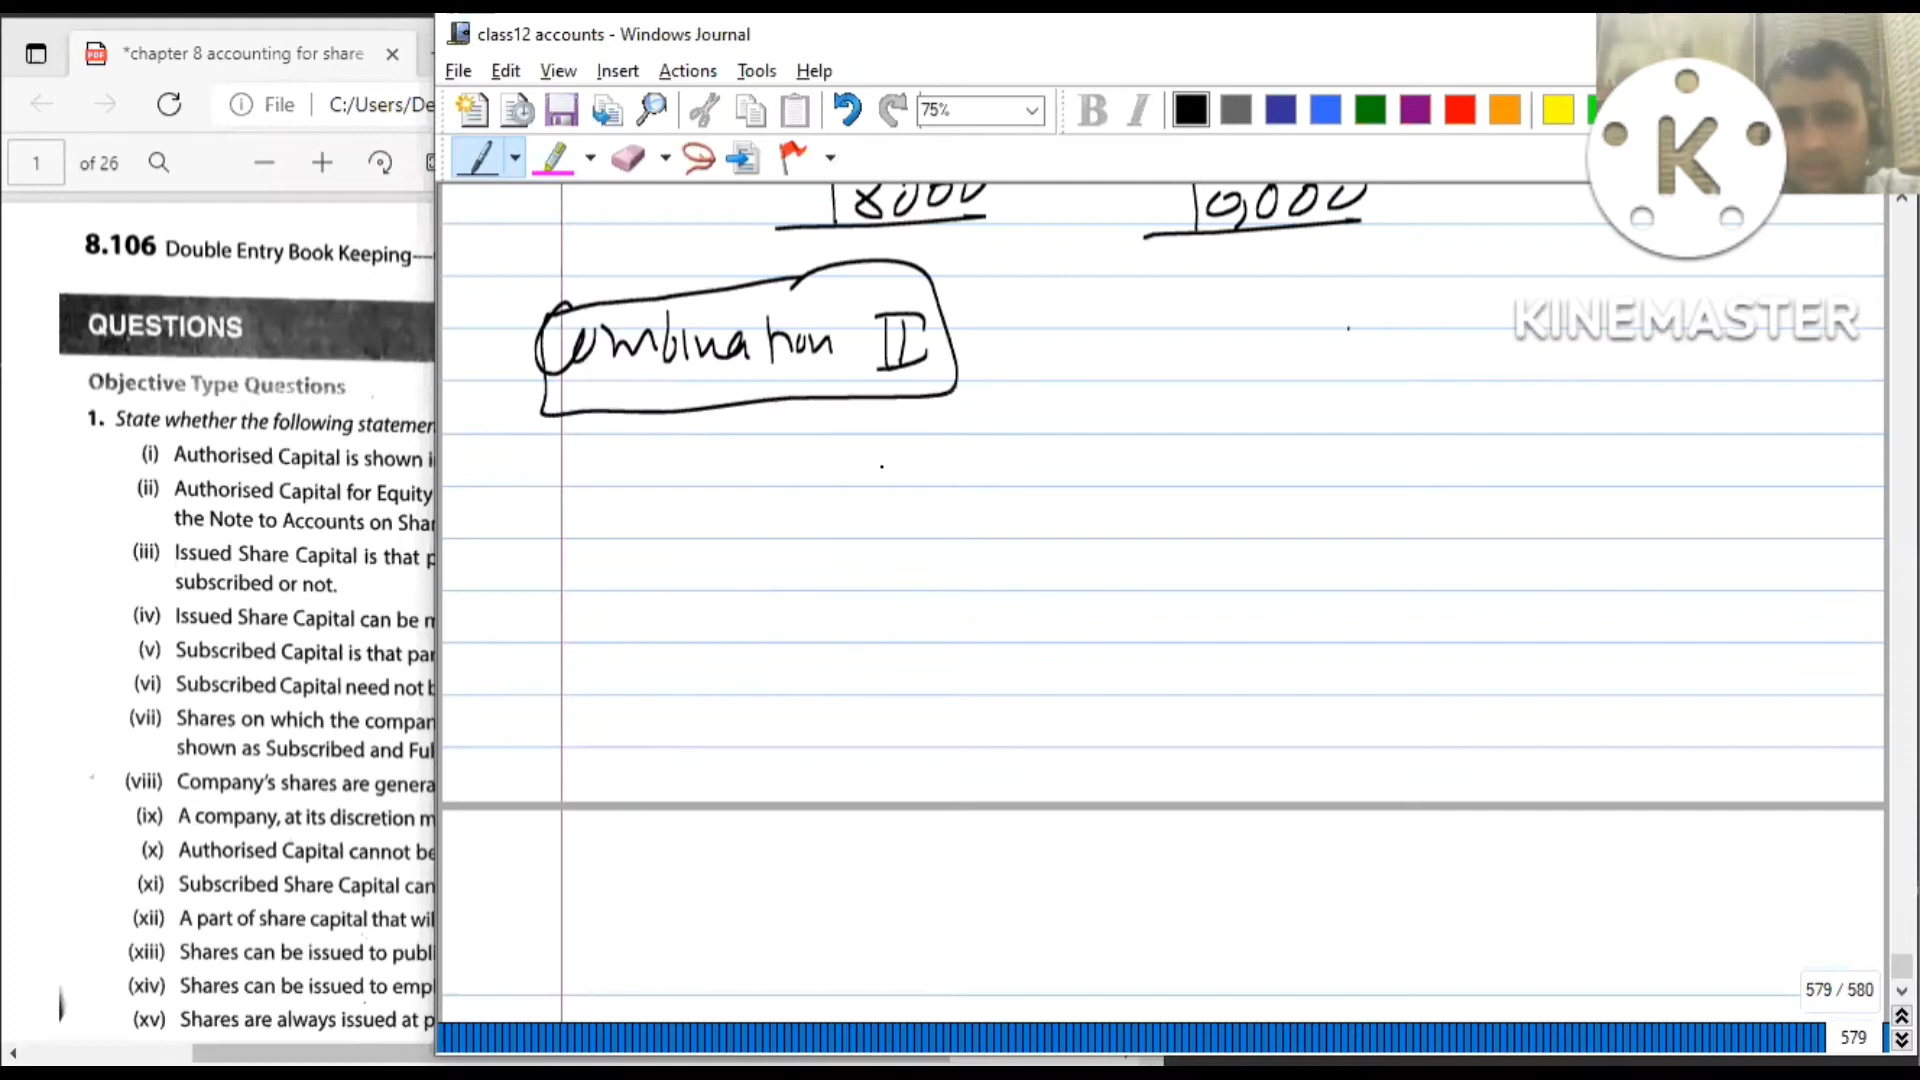 *chapter 8 accounting for share
File
C:/Users/De
1 of 26
8.106 Double Entry Book Keeping—
QUESTIONS
Objective Type Questions
1. State whether the following statemen
(i) Authorised Capital is shown i
(ii) Authorised Capital for Equity
the Note to Accounts on Shar
(iii) Issued Share Capital is that p
subscribed or not.
(iv) Issued Share Capital can be m
(v) Subscribed Capital is that par
(vi) Subscribed Capital need not b
(vii) Shares on which the compan
shown as Subscribed and Ful
(viii) Company's shares are genera
(ix) A company, at its discretion m
(x) Authorised Capital cannot be
(xi) Subscribed Share Capital can
(xii) A part of share capital that wil
(xiii) Shares can be issued to publi
(xiv) Shares can be issued to empl
(xv) Shares are always issued at p
class12 accounts - Windows Journal
File Edit View Insert Actions Tools Help
75%
B I
8000 10,000
Combination II
K
KINEMASTER
579 / 580
579